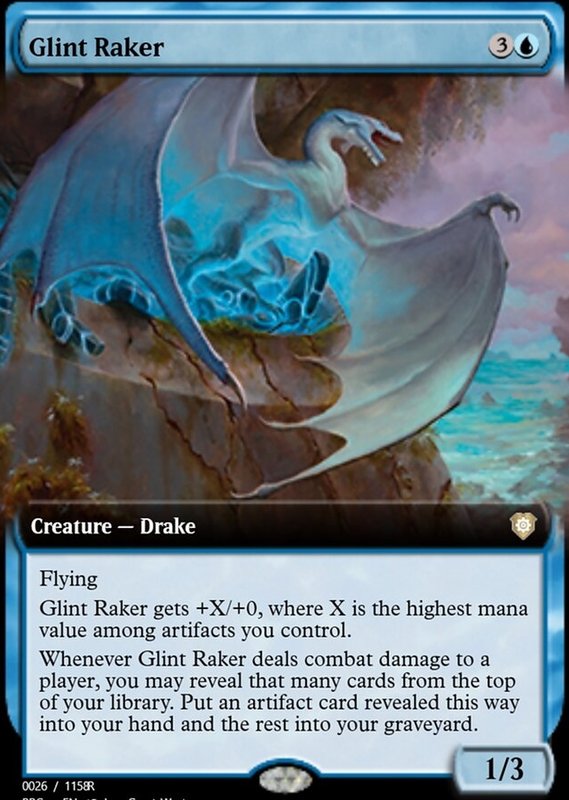 Glint Raker 3
Creature — Drake
Flying
Glint Raker gets +X/+0, where X is the highest mana
value among artifacts you control.
Whenever Glint Raker deals combat damage to a
player, you may reveal that many cards from the top
of your library. Put an artifact card revealed this way
into your hand and the rest into your graveyard.
1/3
0026 / 1158R